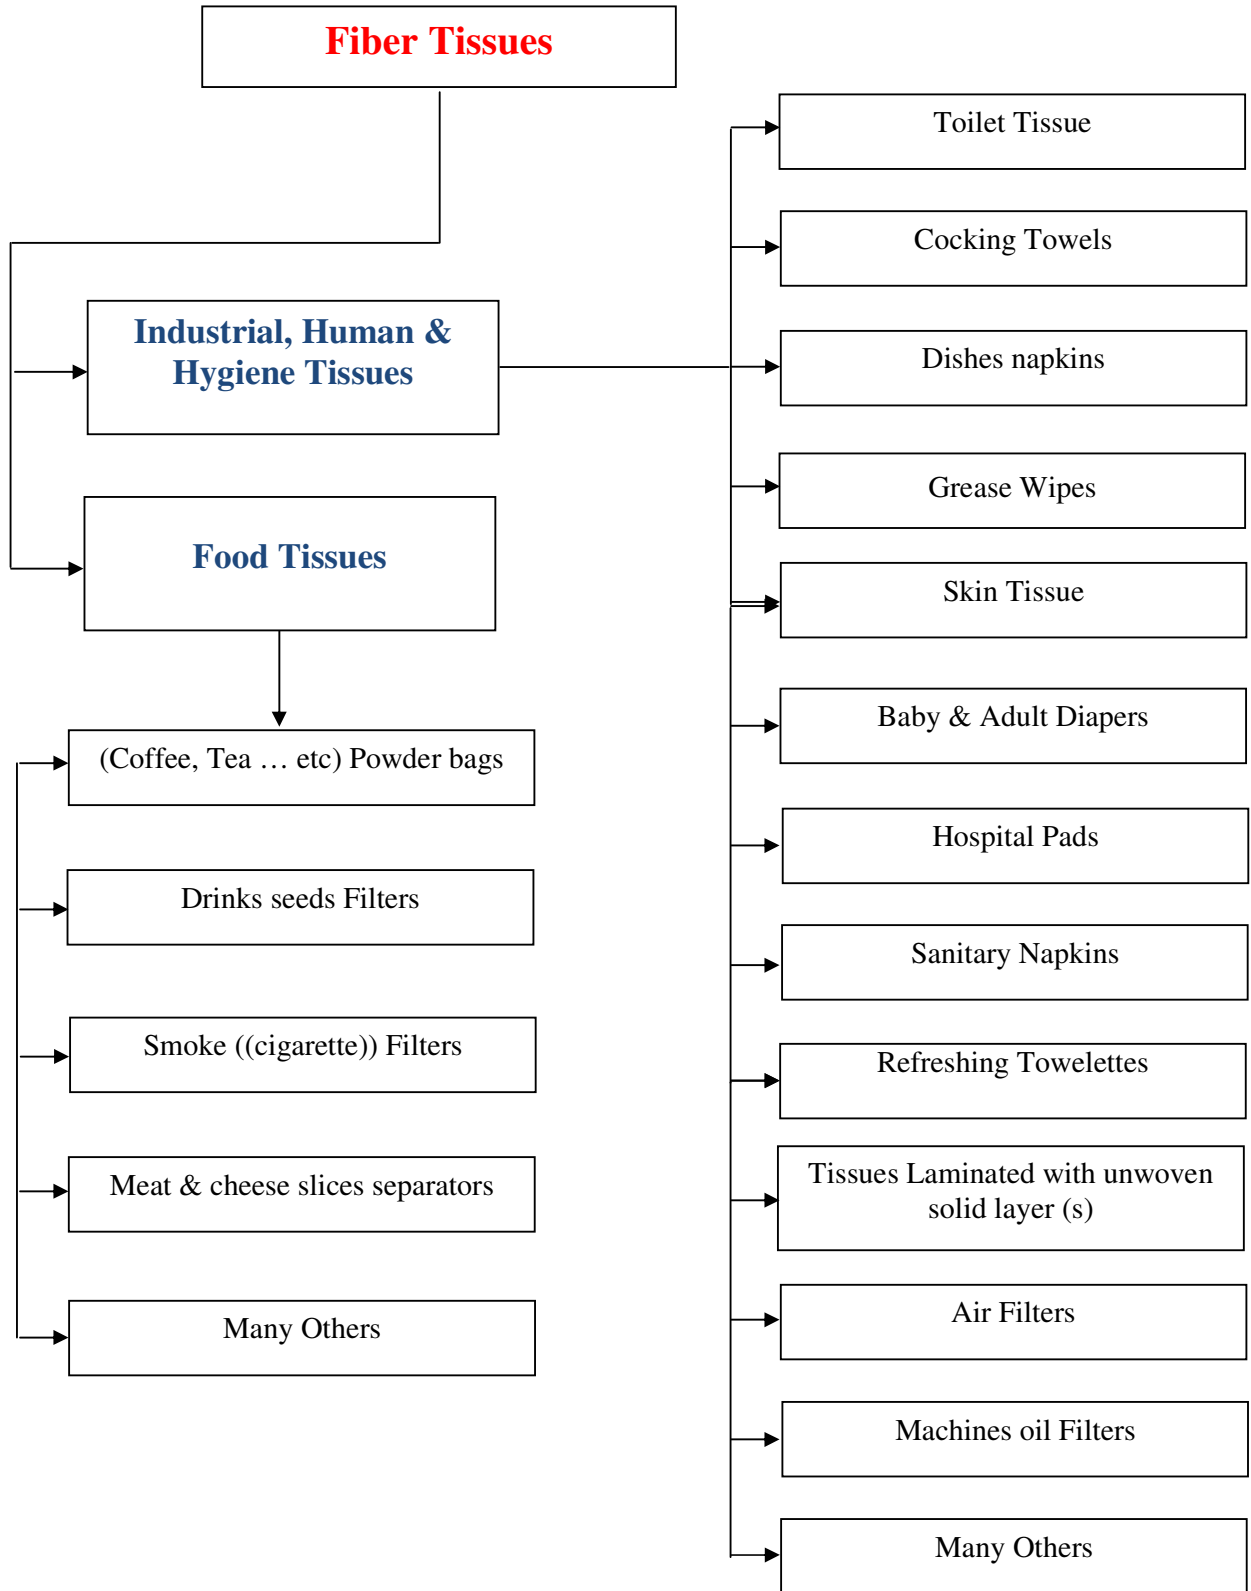 Fiber Tissues
Industrial, Human &
Hygiene Tissues
Food Tissues
(Coffee, Tea … etc) Powder bags
Drinks seeds Filters
Smoke ((cigarette)) Filters
Meat & cheese slices separators
Many Others
Toilet Tissue
Cocking Towels
Dishes napkins
Grease Wipes
Skin Tissue
Baby & Adult Diapers
Hospital Pads
Sanitary Napkins
Refreshing Towelettes
Tissues Laminated with unwoven
solid layer (s)
Air Filters
Machines oil Filters
Many Others